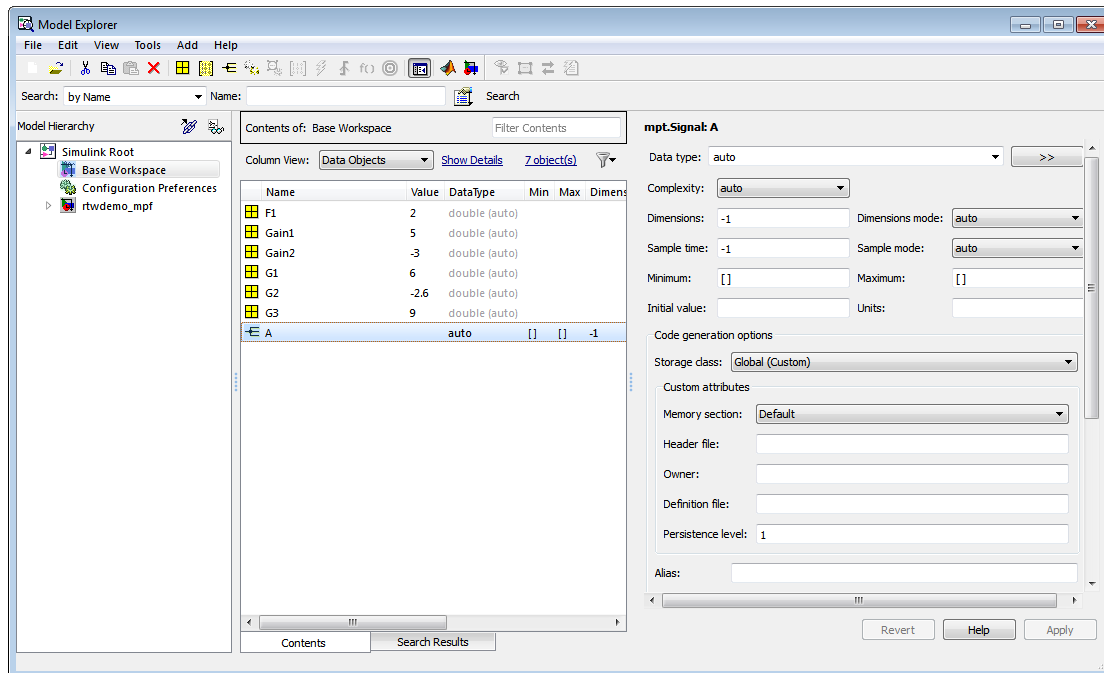 Model Explorer
File Edit View Tools Add Help
f()
Search: by Name Name: Search
Model Hierarchy
Simulink Root
Base Workspace
Configuration Preferences
rtwdemo_mpf
Contents of: Base Workspace Filter Contents
Column View: Data Objects Show Details 7 object(s)
Name Value DataType Min Max Dimens
F1 2 double (auto)
Gain1 5 double (auto)
Gain2 -3 double (auto)
G1 6 double (auto)
G2 -2.6 double (auto)
G3 9 double (auto)
A auto [ ] [ ] -1
Contents Search Results
mpt.Signal: A
Data type: auto >>
Complexity: auto
Dimensions: -1 Dimensions mode: auto
Sample time: -1 Sample mode: auto
Minimum: [ ] Maximum: [ ]
Initial value: Units:
Code generation options
Storage class: Global (Custom)
Custom attributes
Memory section: Default
Header file:
Owner:
Definition file:
Persistence level: 1
Alias:
Revert Help Apply